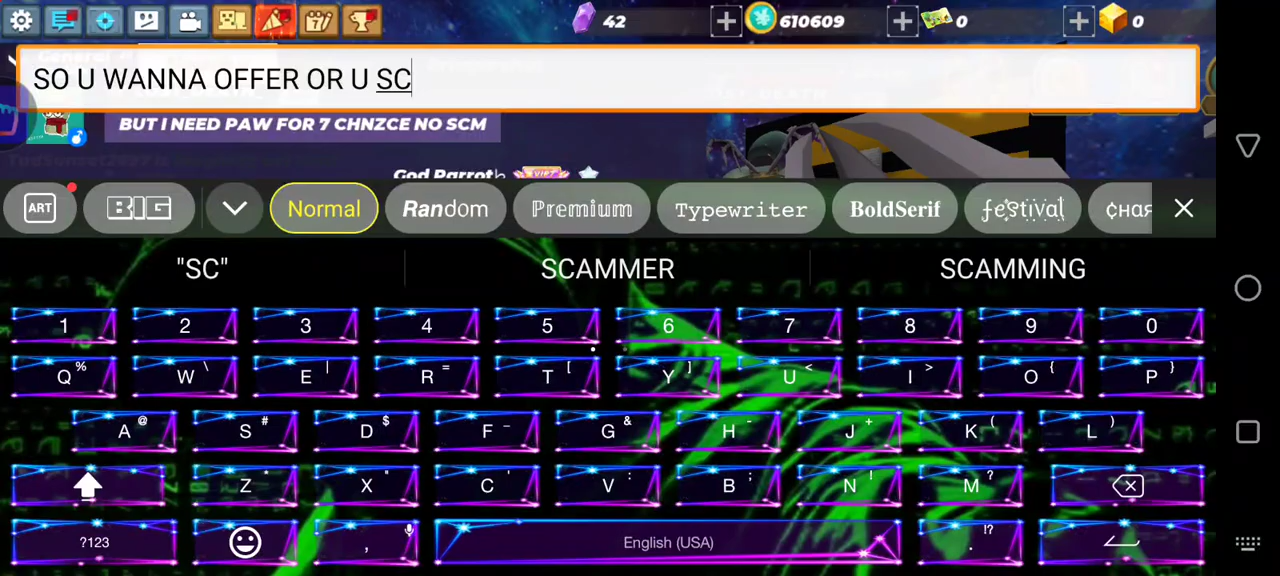 42
610609
0
0
SO U WANNA OFFER OR U SC
BUT I NEED PAW FOR 7 CHNZCE NO SCM
God Parrot
ART
BIG
Normal
Random
Premium
Typewriter
BoldSerif
festival
"SC"
SCAMMER
SCAMMING
1 2 3 4 5 6 7 8 9 0
Q % W \ E | R = T [ Y ] U < I > O { P }
A @ S # D $ F _ G & H - J + K ( L )
Z * X " C ' V : B ; N ! M ?
?123 , English (USA) . !?